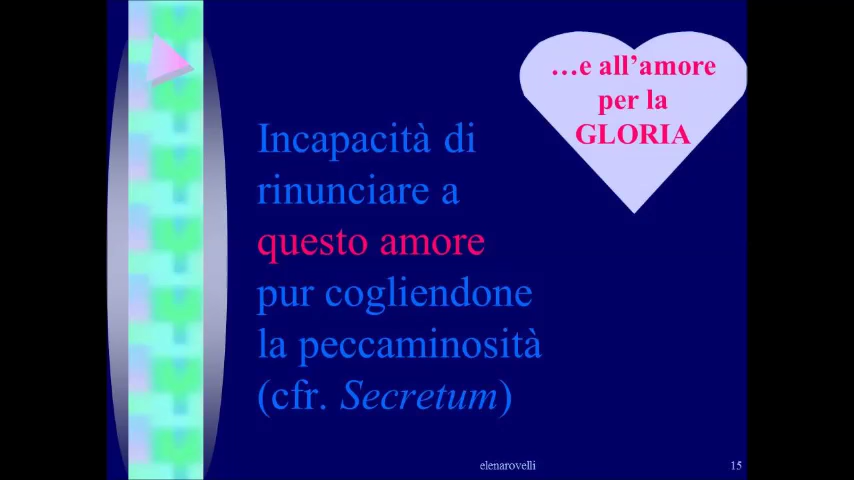 …e all’amore
per la
GLORIA
Incapacità di
rinunciare a
questo amore
pur cogliendone
la peccaminosità
(cfr. Secretum)
elenarovelli
15